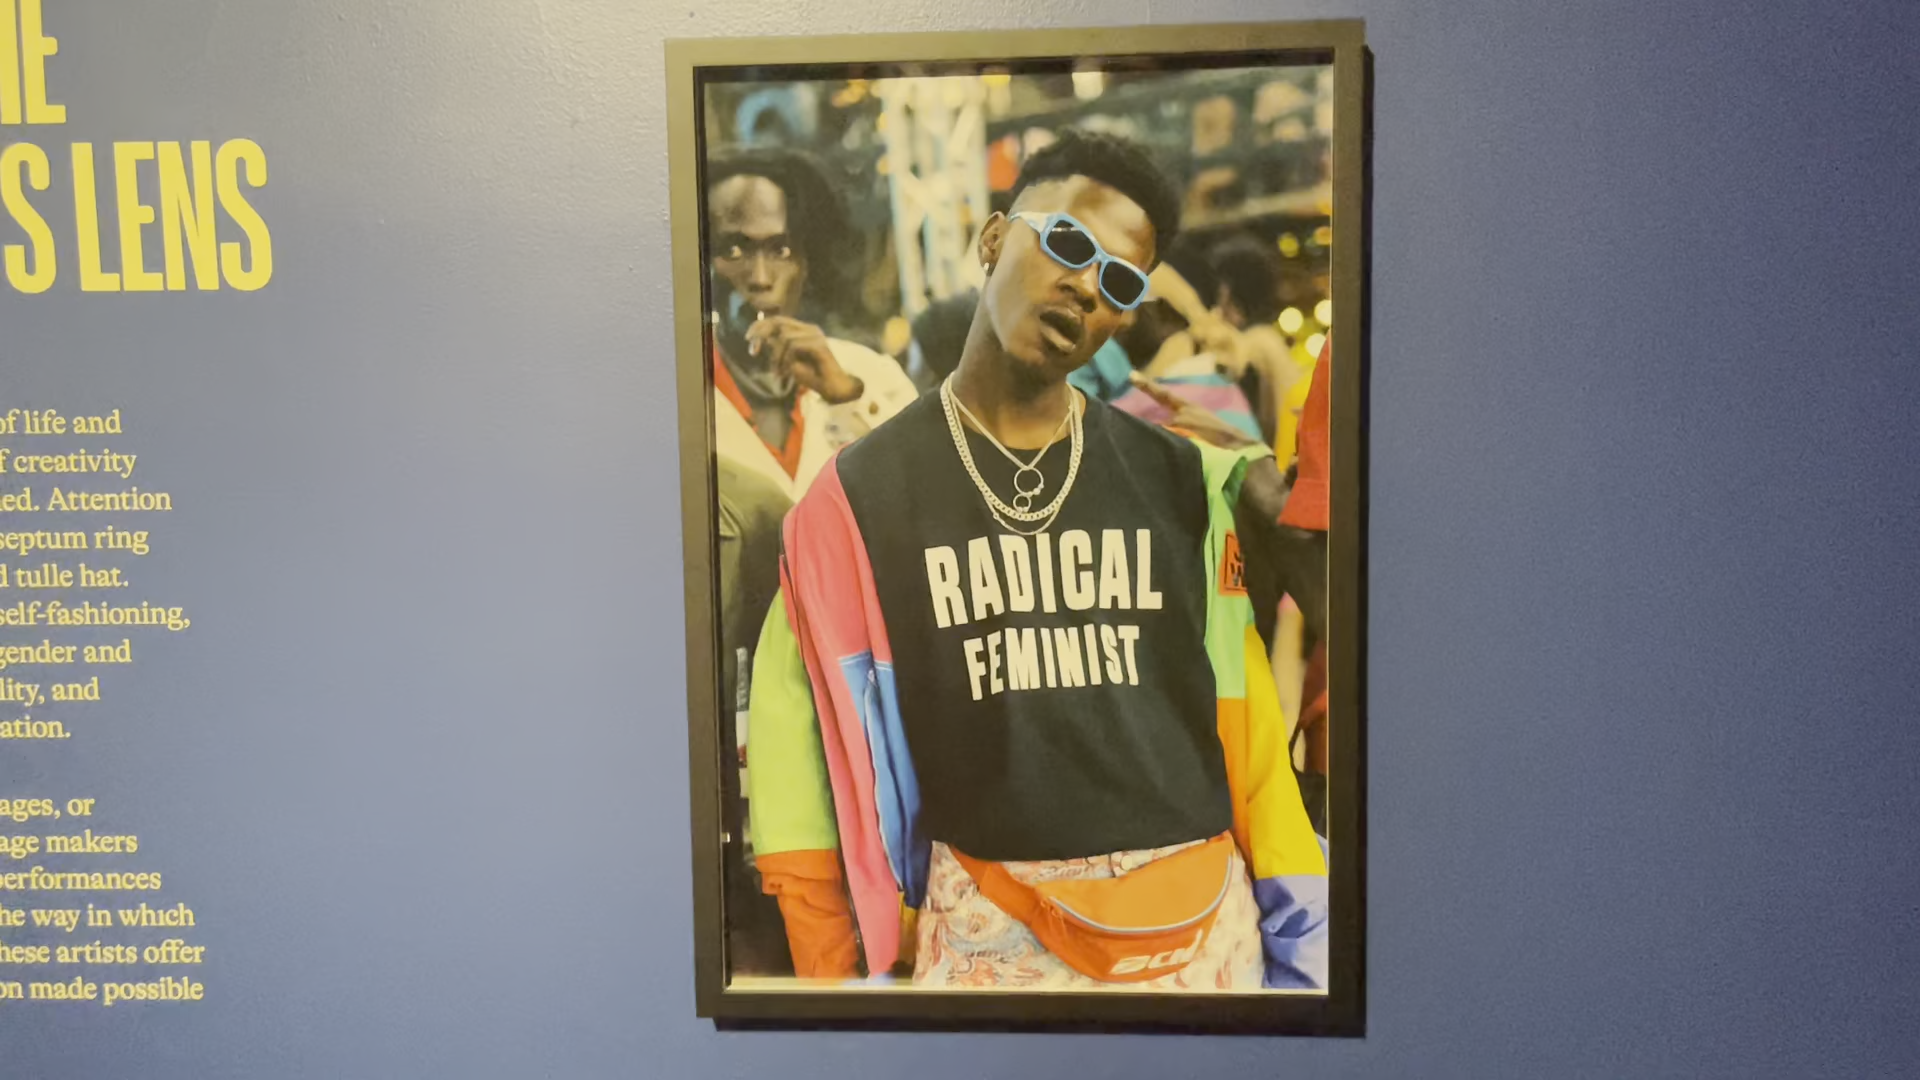 S LENS
of life and
f creativity
ed. Attention
septum ring
d tulle hat.
self-fashioning,
gender and
lity, and
ation.
ages, or
age makers
performances
he way in which
hese artists offer
on made possible
RADICAL
FEMINIST